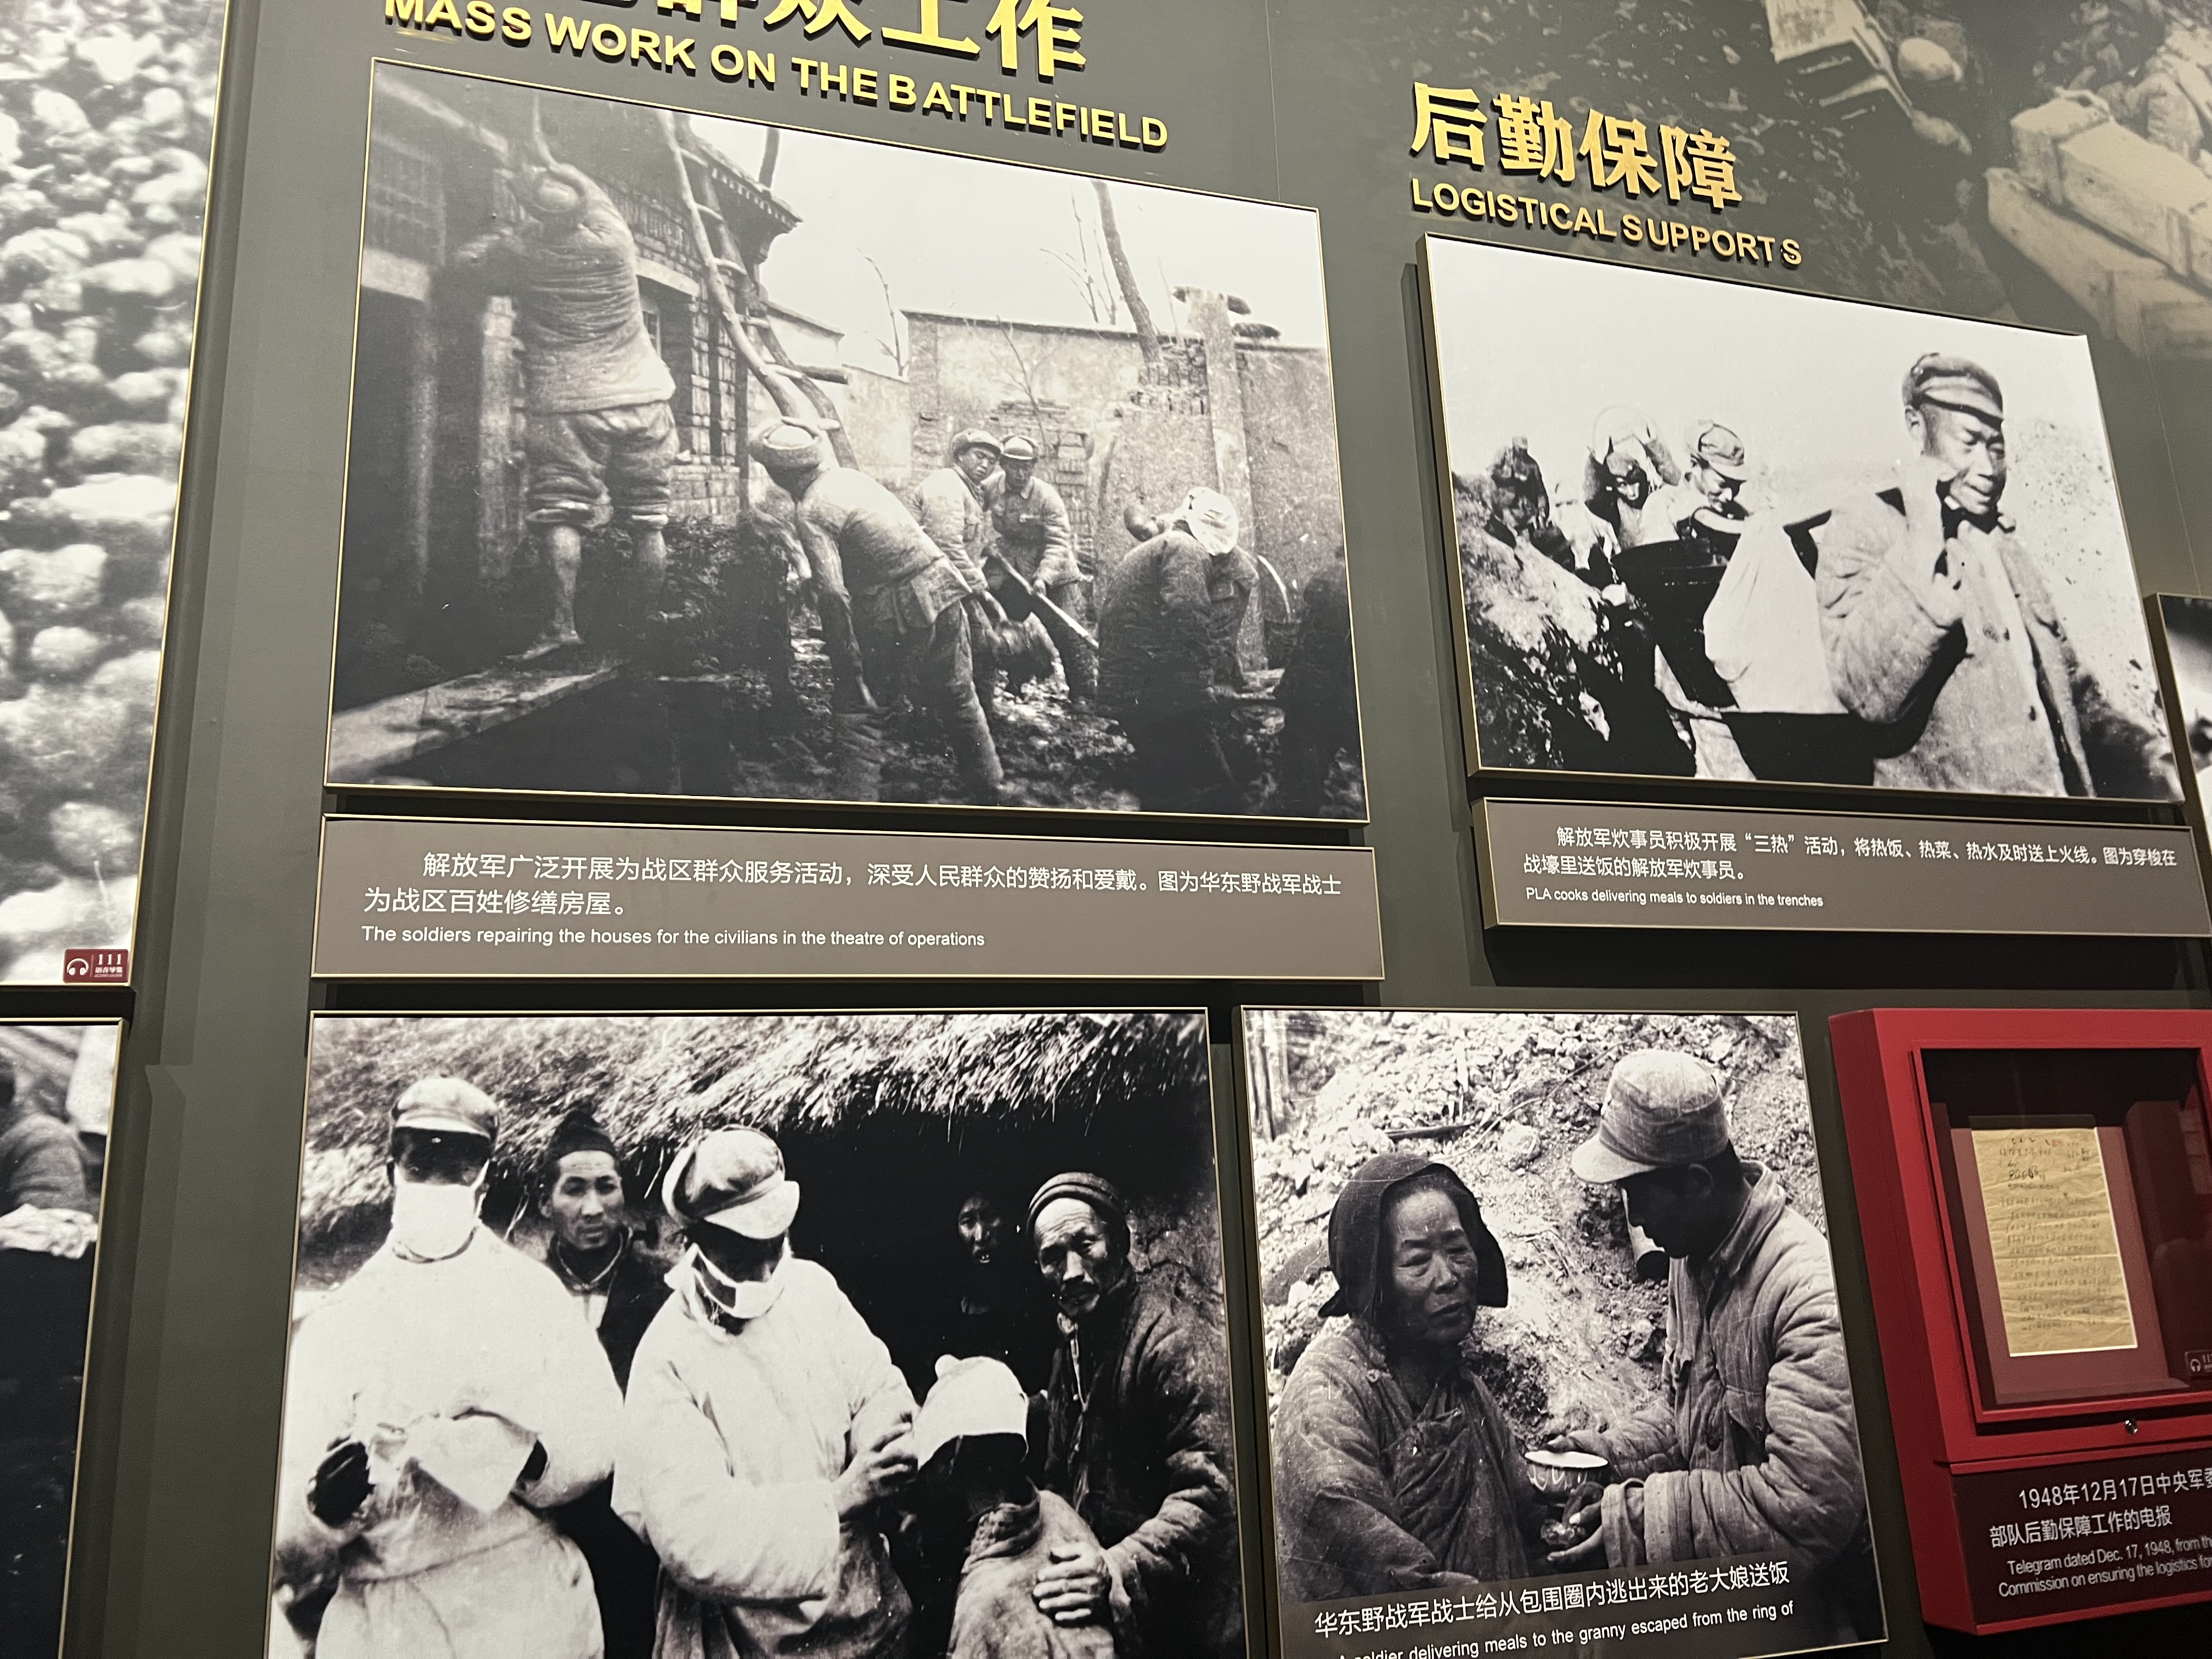 群众工作
MASS WORK ON THE BATTLEFIELD
后勤保障
LOGISTICAL SUPPORTS
解放军广泛开展为战区群众服务活动，深受人民群众的赞扬和爱戴。图为华东野战军战士
为战区百姓修缮房屋。
The soldiers repairing the houses for the civilians in the theatre of operations
解放军炊事员积极开展“三热”活动，将热饭、热菜、热水及时送上火线。图为穿梭在
战壕里送饭的解放军炊事员。
PLA cooks delivering meals to soldiers in the trenches
111
语音导览
华东野战军战士给从包围圈内逃出来的老大娘送饭
A soldier delivering meals to the granny escaped from the ring of
1948年12月17日中央军委
部队后勤保障工作的电报
Telegram dated Dec. 17, 1948, from the
Commission on ensuring the logistics for